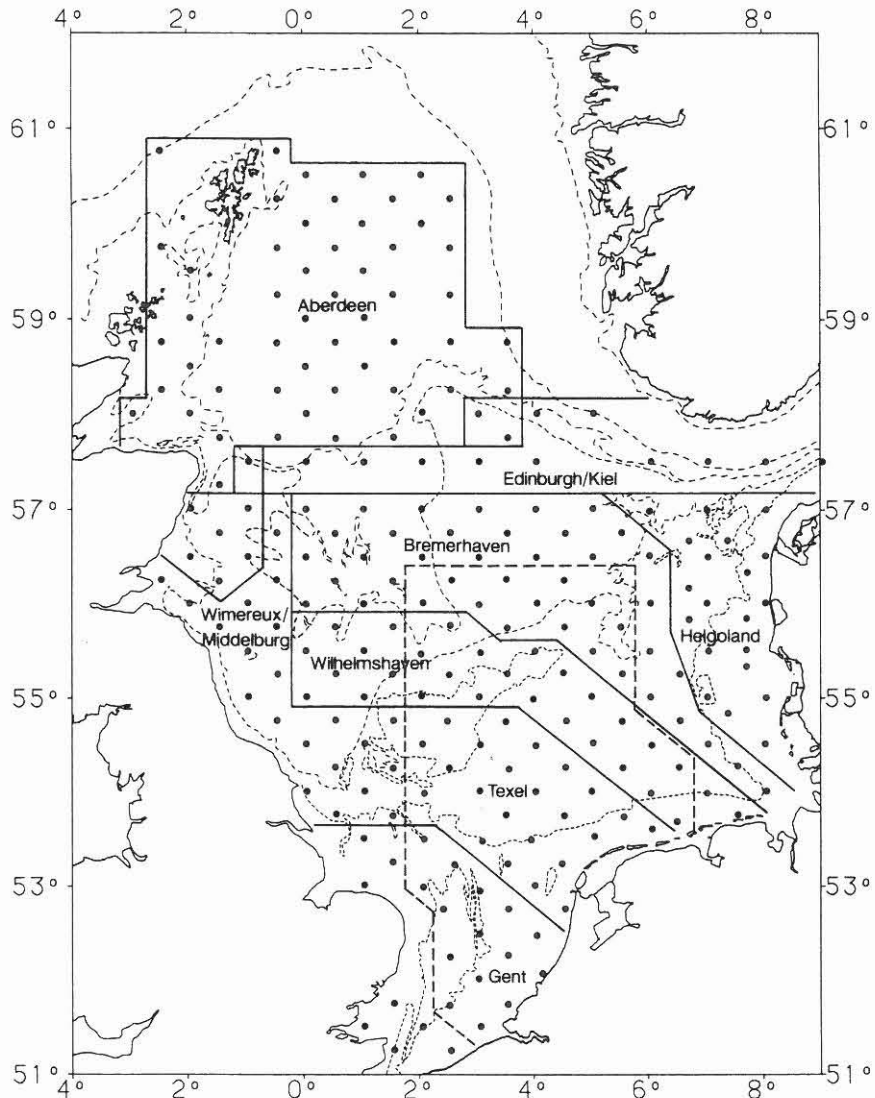 4° 2° 0° 2° 4° 6° 8°
61° 61°
59° 59°
Aberdeen
57° 57°
Edinburgh/Kiel
Bremerhaven
Wimereux/
Middelburg
Helgoland
Wilhelmshaven
55° 55°
Texel
53° 53°
Gent
51° 51°
4° 2° 0° 2° 4° 6° 8°